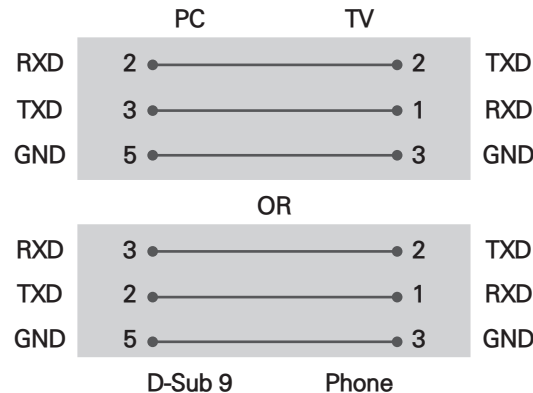 PC TV
RXD 2 2 TXD
TXD 3 1 RXD
GND 5 3 GND
OR
RXD 3 2 TXD
TXD 2 1 RXD
GND 5 3 GND
D-Sub 9 Phone